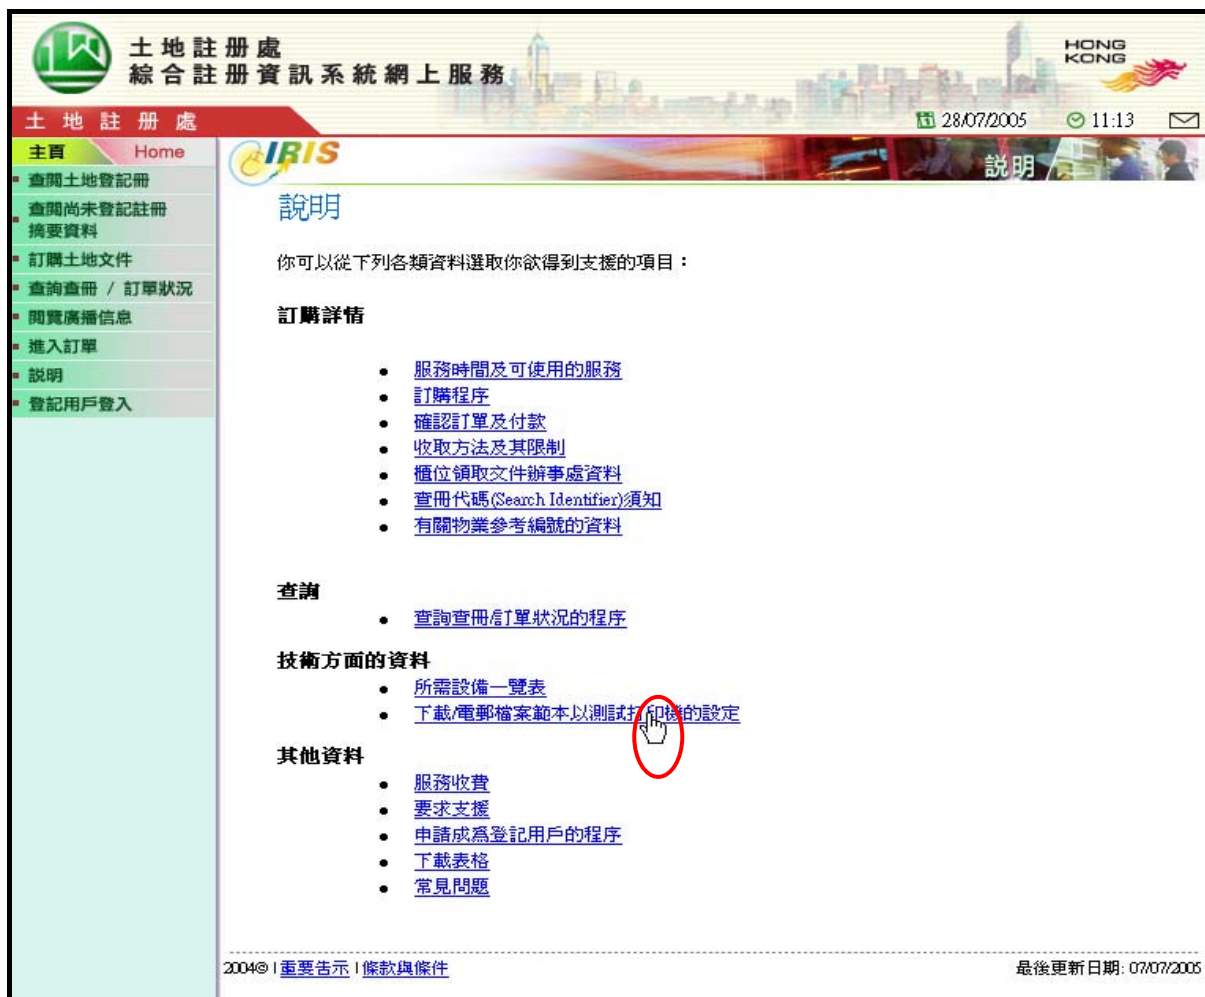 土地註冊處
綜合註冊資訊系統網上服務
HONG
KONG
土地註冊處
28/07/2005
11:13
主頁 Home
IRIS
説明
查閱土地登記冊
查閱尚未登記註冊
摘要資料
訂購土地文件
查詢查冊 / 訂單狀況
閲覽廣播信息
進入訂單
説明
登記用戶登入
說明
你可以從下列各類資料選取你欲得到支援的項目：
訂購詳情
服務時間及可使用的服務
訂購程序
確認訂單及付款
收取方法及其限制
櫃位領取文件辦事處資料
查冊代碼(Search Identifier)須知
有關物業參考編號的資料
查詢
查詢查冊/訂單狀況的程序
技術方面的資料
所需設備一覽表
下載/電郵檔案範本以測試打印機的設定
其他資料
服務收費
要求支援
申請成為登記用戶的程序
下載表格
常見問題
2004© | 重要告示 | 條款與條件
最後更新日期: 07/07/2005